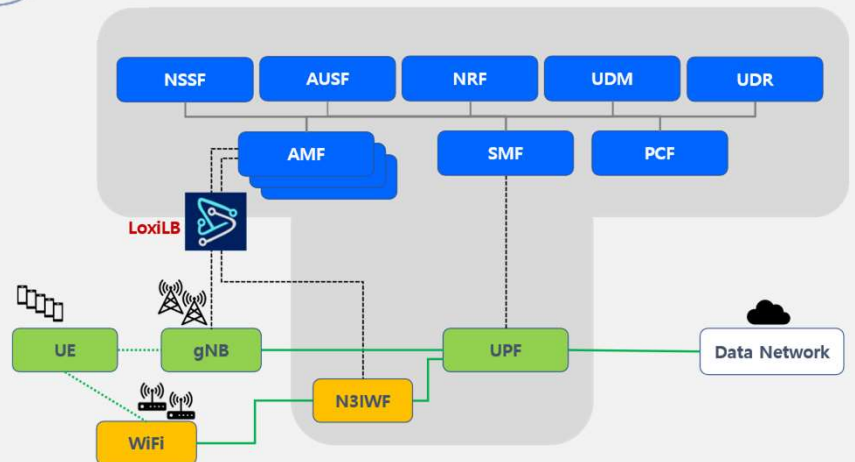 NSSF
AUSF
NRF
UDM
UDR
AMF
SMF
PCF
LoxiLB
UE
gNB
UPF
Data Network
N3IWF
WiFi